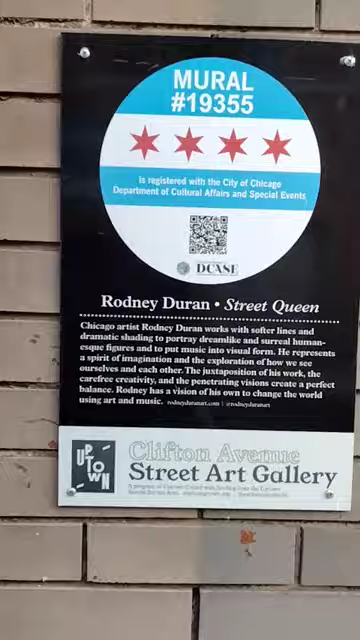 MURAL
#19355
is registered with the City of Chicago
Department of Cultural Affairs and Special Events
DCASE
Rodney Duran • Street Queen
Chicago artist Rodney Duran works with softer lines and
dramatic shading to portray dreamlike and surreal human-
esque figures and to put music into visual form. He represents
a spirit of imagination and the exploration of how we see
ourselves and each other. The juxtaposition of his work, the
carefree creativity, and the penetrating visions create a perfect
balance. Rodney has a vision of his own to change the world
using art and music. rodneyduranart.com | @rodneyduranart
UPTOWN
Clifton Avenue
Street Art Gallery